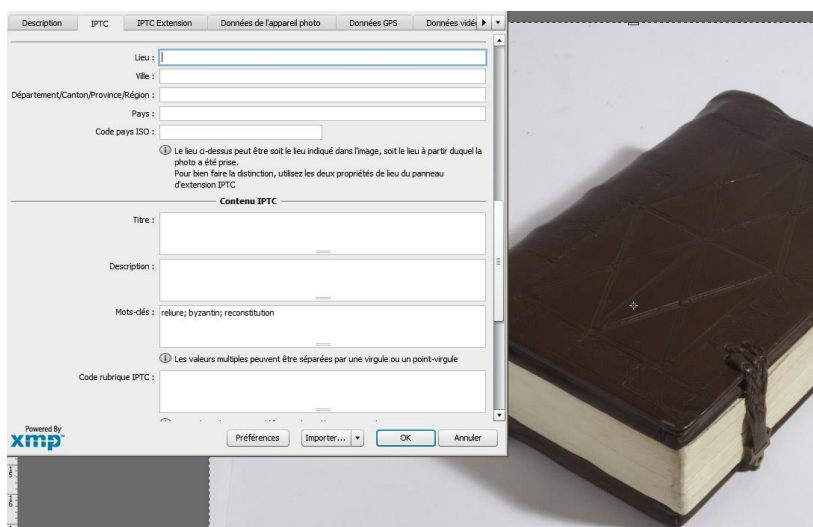 Description IPTC IPTC Extension Données de l'appareil photo Données GPS Données vidé
Lieu :
Ville :
Département/Canton/Province/Région :
Pays :
Code pays ISO :
Le lieu ci-dessus peut être soit le lieu indiqué dans l'image, soit le lieu à partir duquel la
photo a été prise.
Pour bien faire la distinction, utilisez les deux propriétés de lieu du panneau
d'extension IPTC
Contenu IPTC
Titre :
Description :
Mots-clés : reliure; byzantin; reconstitution
Les valeurs multiples peuvent être séparées par une virgule ou un point-virgule
Code rubrique IPTC :
Powered By
xmp
Préférences Importer... OK Annuler